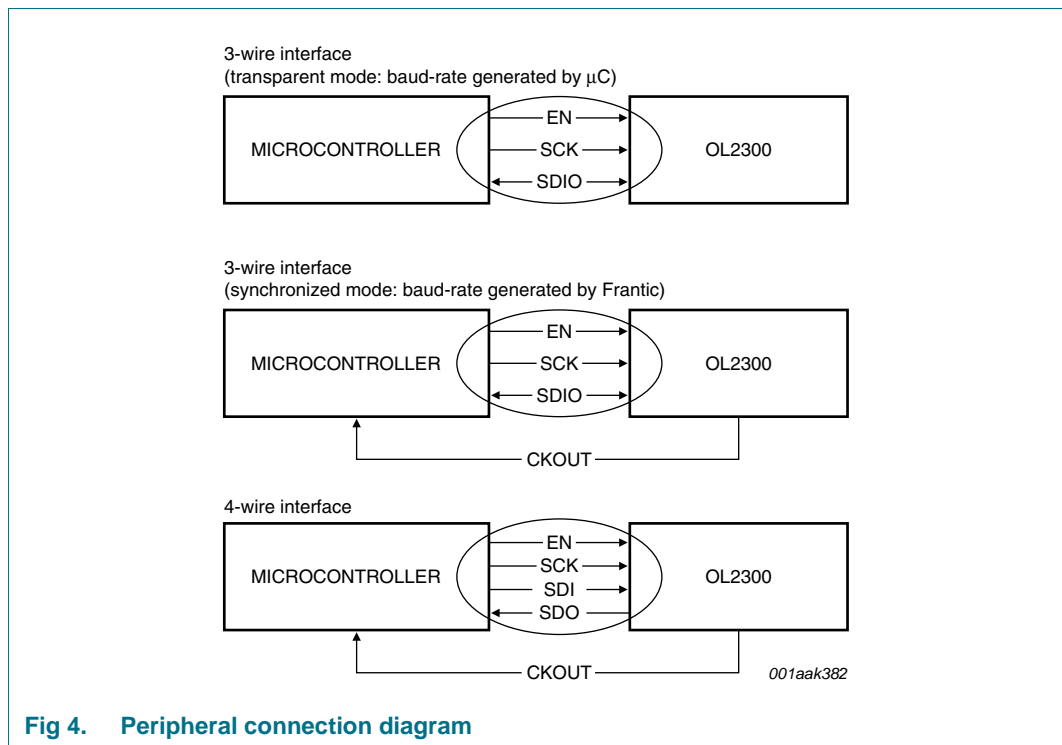 3-wire interface
(transparent mode: baud-rate generated by μC)
MICROCONTROLLER
EN
SCK
SDIO
OL2300
3-wire interface
(synchronized mode: baud-rate generated by Frantic)
MICROCONTROLLER
EN
SCK
SDIO
OL2300
CKOUT
4-wire interface
MICROCONTROLLER
EN
SCK
SDI
SDO
OL2300
CKOUT
001aak382
Fig 4. Peripheral connection diagram